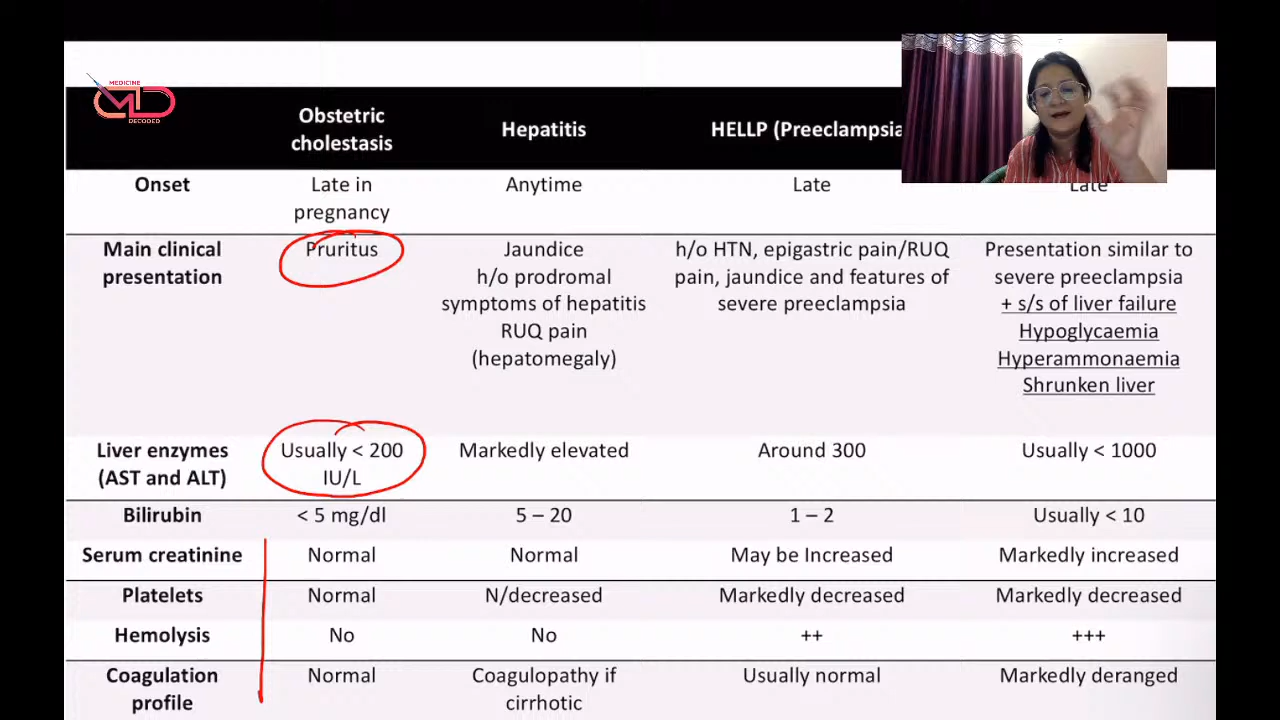 MEDICINE
MD
DECODED
Obstetric
cholestasis
Hepatitis
HELLP (Preeclampsia
Onset
Late in
pregnancy
Anytime
Late
Late
Main clinical
presentation
Pruritus
Jaundice
h/o prodromal
symptoms of hepatitis
RUQ pain
(hepatomegaly)
h/o HTN, epigastric pain/RUQ
pain, jaundice and features of
severe preeclampsia
Presentation similar to
severe preeclampsia
+ s/s of liver failure
Hypoglycaemia
Hyperammonaemia
Shrunken liver
Liver enzymes
(AST and ALT)
Usually < 200
IU/L
Markedly elevated
Around 300
Usually < 1000
Bilirubin
< 5 mg/dl
5 – 20
1 – 2
Usually < 10
Serum creatinine
Normal
Normal
May be Increased
Markedly increased
Platelets
Normal
N/decreased
Markedly decreased
Markedly decreased
Hemolysis
No
No
++
+++
Coagulation
profile
Normal
Coagulopathy if
cirrhotic
Usually normal
Markedly deranged